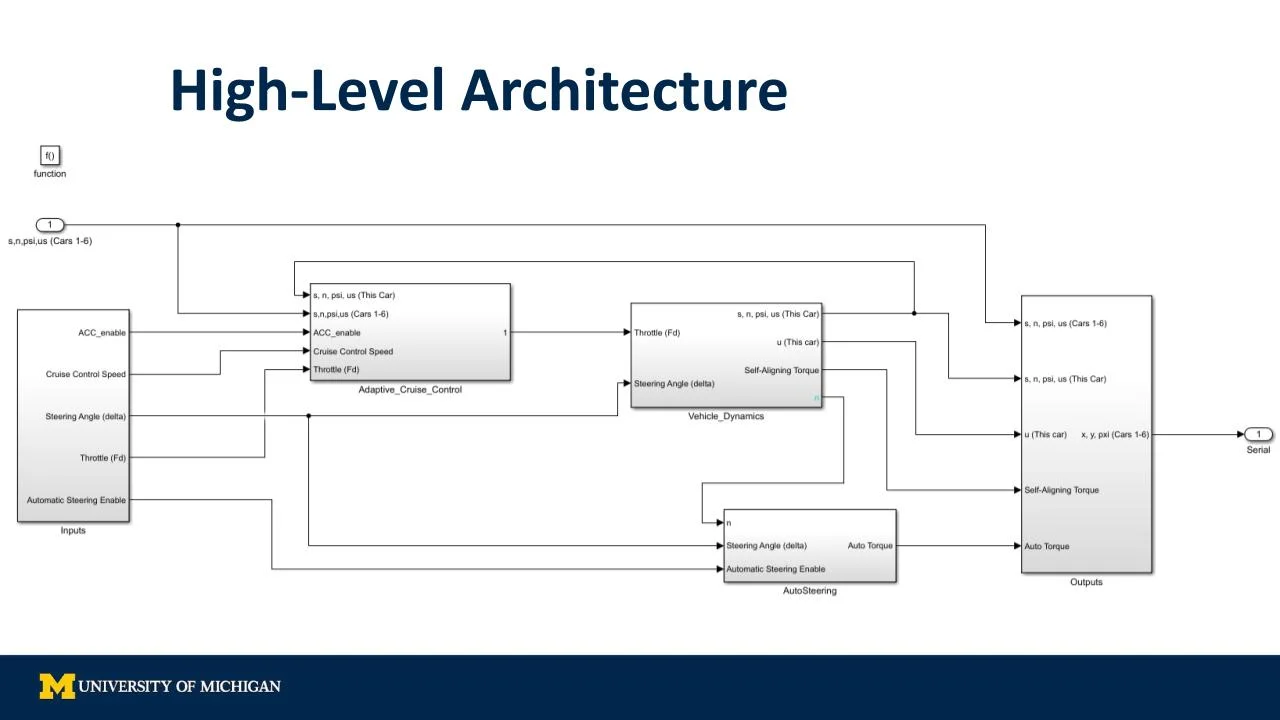 High-Level Architecture
f()
function
1
s,n,psi,us (Cars 1-6)
ACC_enable
Cruise Control Speed
Steering Angle (delta)
Throttle (Fd)
Automatic Steering Enable
Inputs
s, n, psi, us (This Car)
s,n,psi,us (Cars 1-6)
ACC_enable
1
Cruise Control Speed
Throttle (Fd)
Adaptive_Cruise_Control
s, n, psi, us (This Car)
Throttle (Fd)
u (This car)
Self-Aligning Torque
Steering Angle (delta)
n
Vehicle_Dynamics
n
Steering Angle (delta)
Auto Torque
Automatic Steering Enable
AutoSteering
s, n, psi, us (Cars 1-6)
s, n, psi, us (This Car)
u (This car)
x, y, pxi (Cars 1-6)
Self-Aligning Torque
Auto Torque
Outputs
1
Serial
M UNIVERSITY OF MICHIGAN